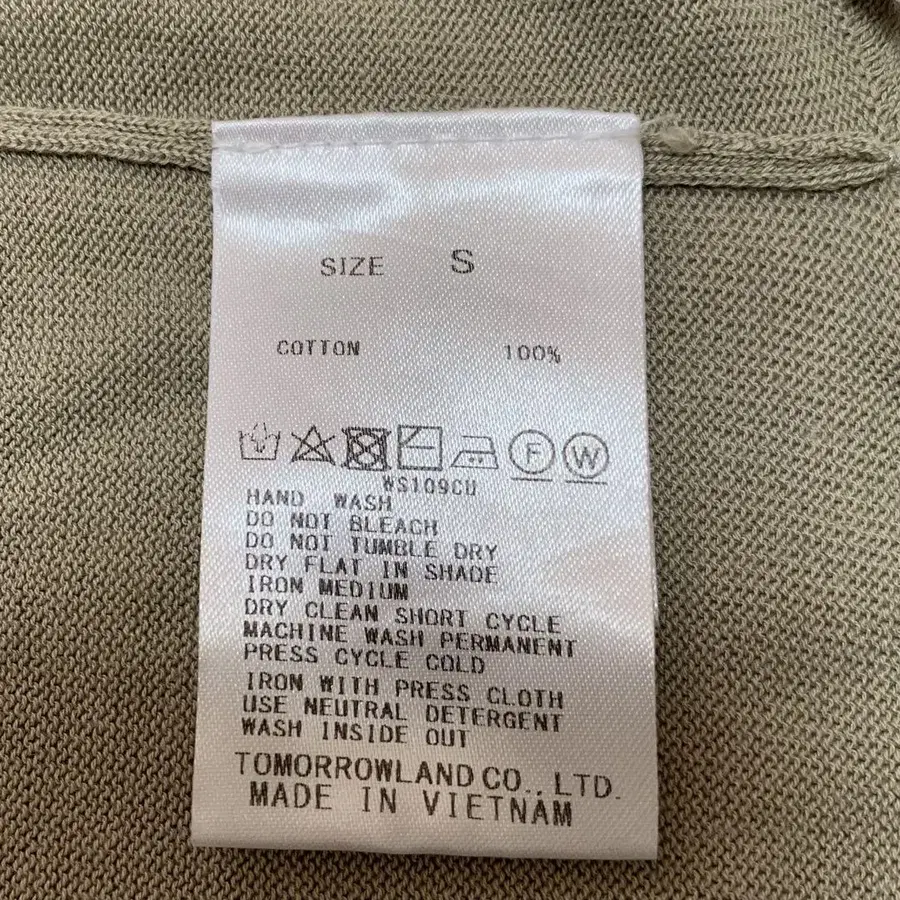 SIZE S
COTTON 100%
F W
WS109CU
HAND WASH
DO NOT BLEACH
DO NOT TUMBLE DRY
DRY FLAT IN SHADE
IRON MEDIUM
DRY CLEAN SHORT CYCLE
MACHINE WASH PERMANENT
PRESS CYCLE COLD
IRON WITH PRESS CLOTH
USE NEUTRAL DETERGENT
WASH INSIDE OUT
TOMORROWLAND CO., LTD.
MADE IN VIETNAM